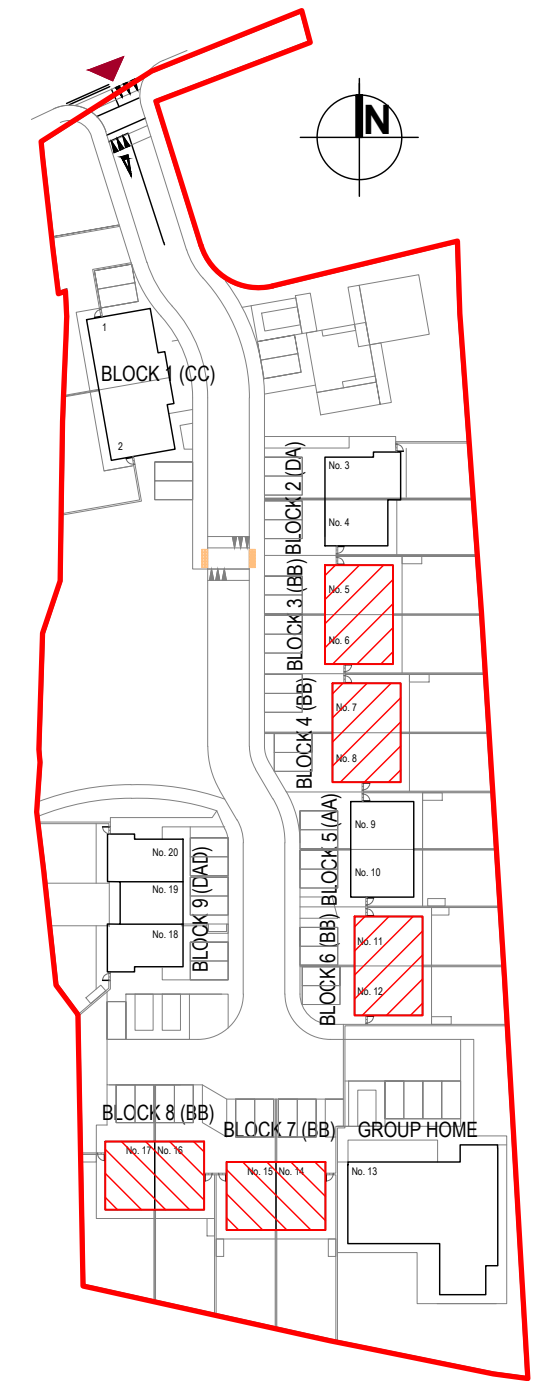 N
1
BLOCK 1 (CC)
2
BLOCK 2 (DA)
No. 3
No. 4
BLOCK 3 (BB)
No. 5
No. 6
BLOCK 4 (BB)
No. 7
No. 8
BLOCK 5 (AA)
No. 9
No. 10
BLOCK 9 (DAD)
No. 20
No. 19
No. 18
BLOCK 6 (BB)
No. 11
No. 12
BLOCK 8 (BB)
No. 17
No. 16
BLOCK 7 (BB)
No. 15
No. 14
GROUP HOME
No. 13